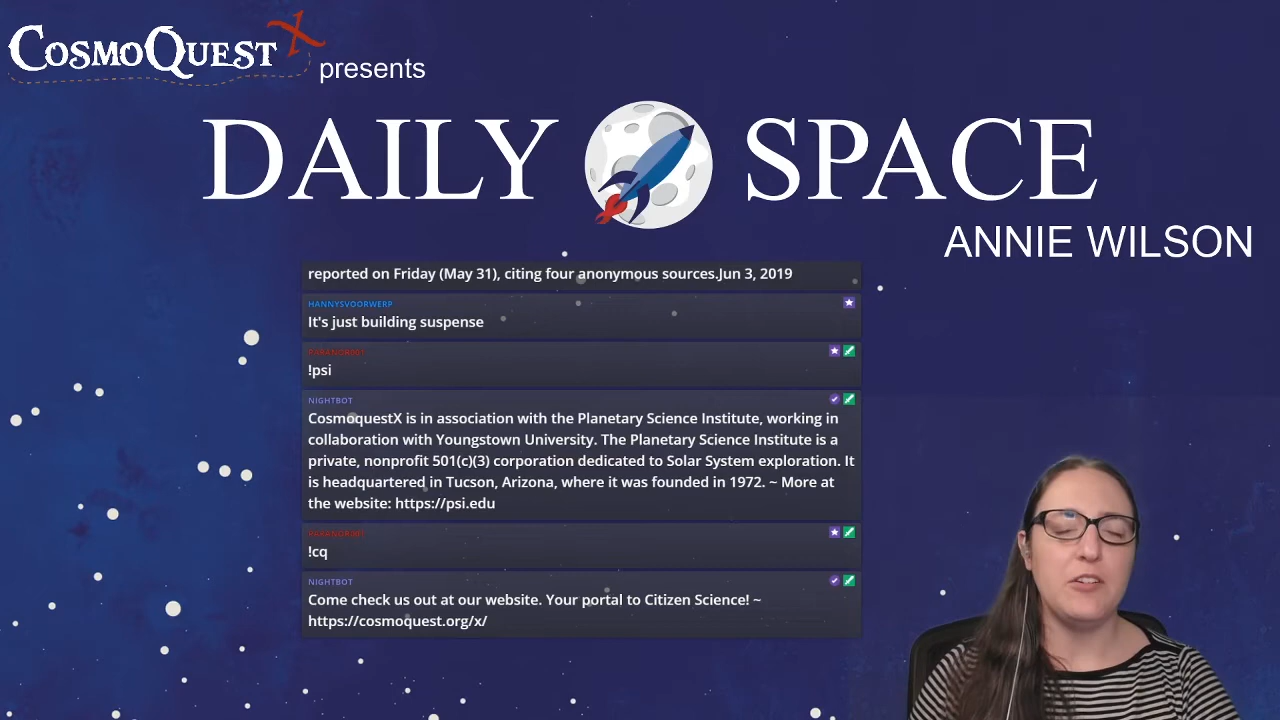 CosmoQuest X
presents
DAILY SPACE
ANNIE WILSON
reported on Friday (May 31), citing four anonymous sources.Jun 3, 2019
HANNYSVOORWERP
It's just building suspense
!psi
NIGHTBOT
CosmoquestX is in association with the Planetary Science Institute, working in
collaboration with Youngstown University. The Planetary Science Institute is a
private, nonprofit 501(c)(3) corporation dedicated to Solar System exploration. It
is headquartered in Tucson, Arizona, where it was founded in 1972. ~ More at
the website: https://psi.edu
!cq
NIGHTBOT
Come check us out at our website. Your portal to Citizen Science! ~
https://cosmoquest.org/x/